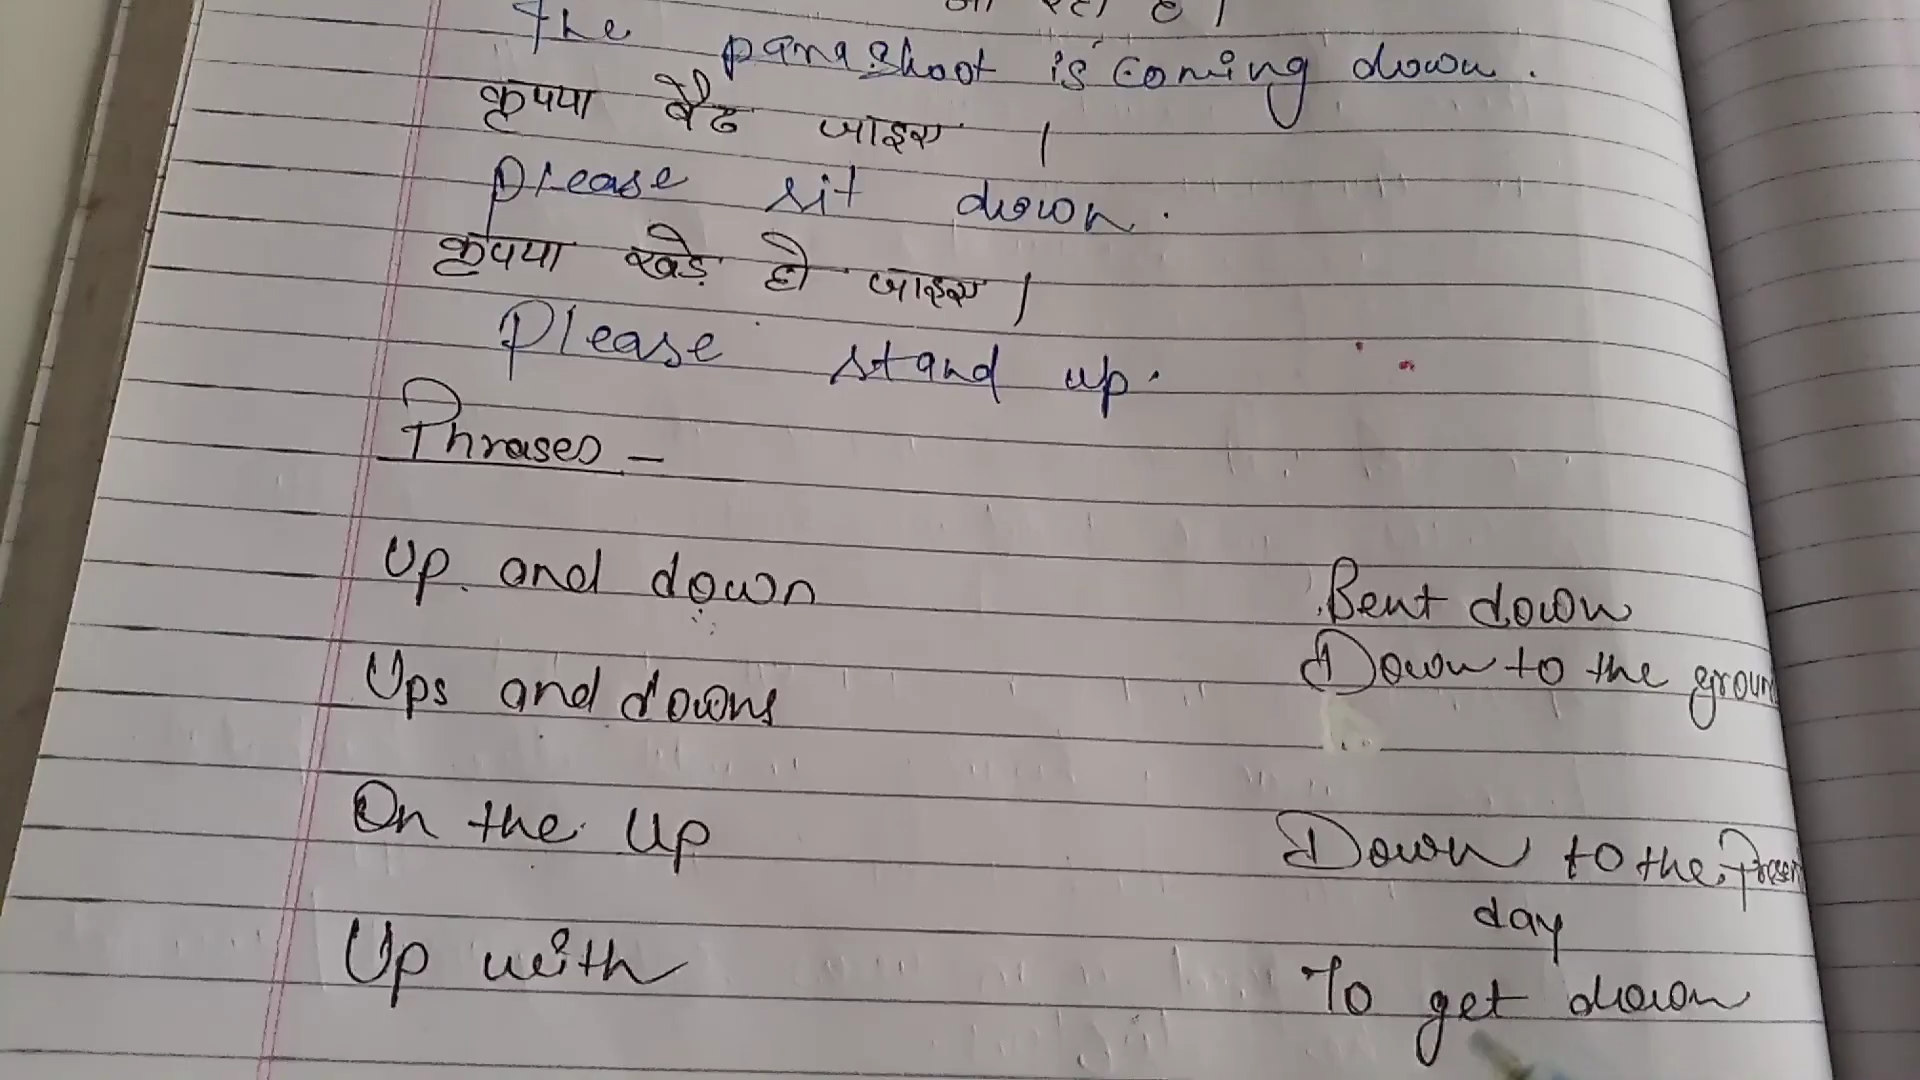 The parashoot is coming down.
कृपया बैठ जाइए ।
Please sit down.
कृपया खड़े हो जाइए ।
Please stand up.
Phrases –
Up and down
Bent down
Down to the groun
Ups and downs
On the up
Down to the Presen
day
Up with
To get down